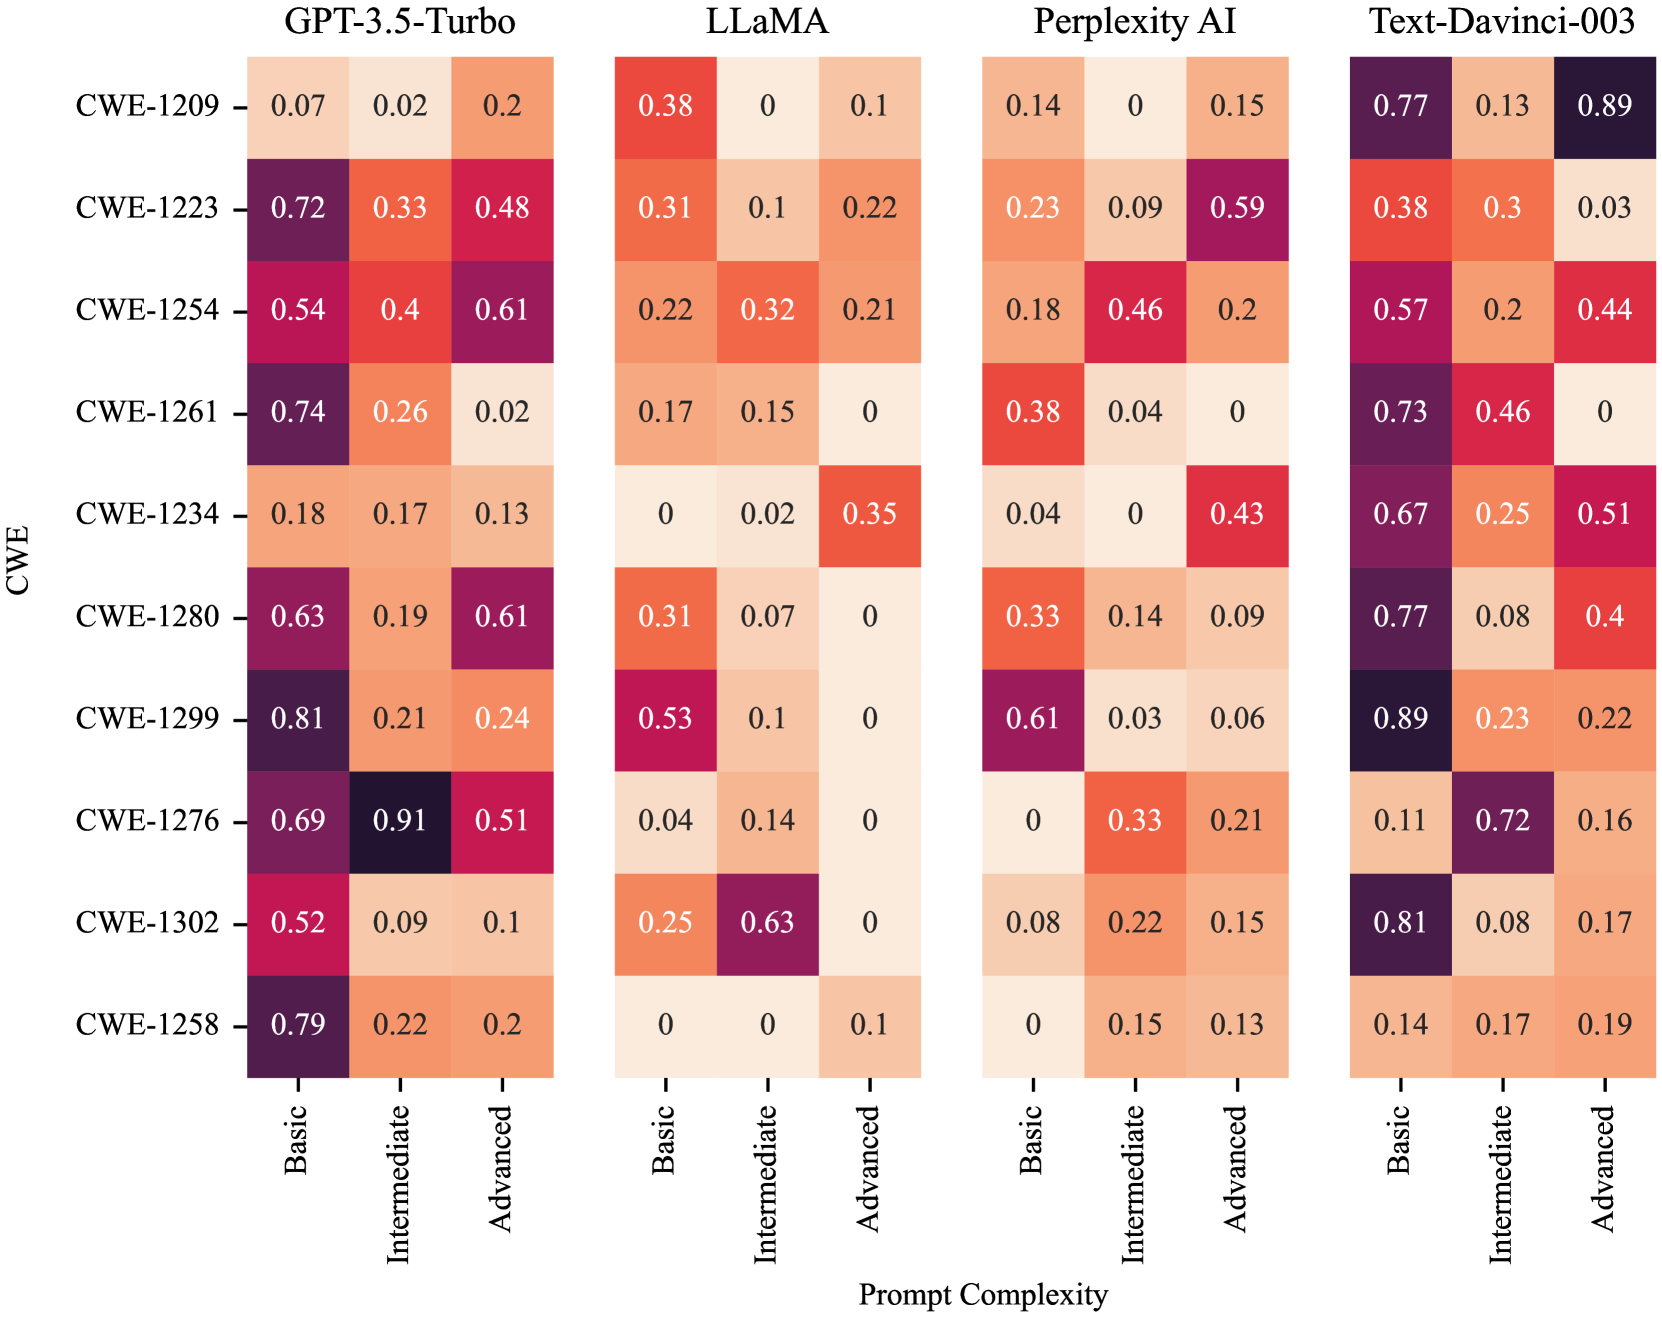 GPT-3.5-Turbo LLaMA Perplexity AI Text-Davinci-003
CWE-1209 0.07 0.02 0.2 0.38 0 0.1 0.14 0 0.15 0.77 0.13 0.89
CWE-1223 0.72 0.33 0.48 0.31 0.1 0.22 0.23 0.09 0.59 0.38 0.3 0.03
CWE-1254 0.54 0.4 0.61 0.22 0.32 0.21 0.18 0.46 0.2 0.57 0.2 0.44
CWE-1261 0.74 0.26 0.02 0.17 0.15 0 0.38 0.04 0 0.73 0.46 0
CWE-1234 0.18 0.17 0.13 0 0.02 0.35 0.04 0 0.43 0.67 0.25 0.51
CWE-1280 0.63 0.19 0.61 0.31 0.07 0 0.33 0.14 0.09 0.77 0.08 0.4
CWE-1299 0.81 0.21 0.24 0.53 0.1 0 0.61 0.03 0.06 0.89 0.23 0.22
CWE-1276 0.69 0.91 0.51 0.04 0.14 0 0 0.33 0.21 0.11 0.72 0.16
CWE-1302 0.52 0.09 0.1 0.25 0.63 0 0.08 0.22 0.15 0.81 0.08 0.17
CWE-1258 0.79 0.22 0.2 0 0 0.1 0 0.15 0.13 0.14 0.17 0.19
CWE
Basic Intermediate Advanced Basic Intermediate Advanced Basic Intermediate Advanced Basic Intermediate Advanced
Prompt Complexity